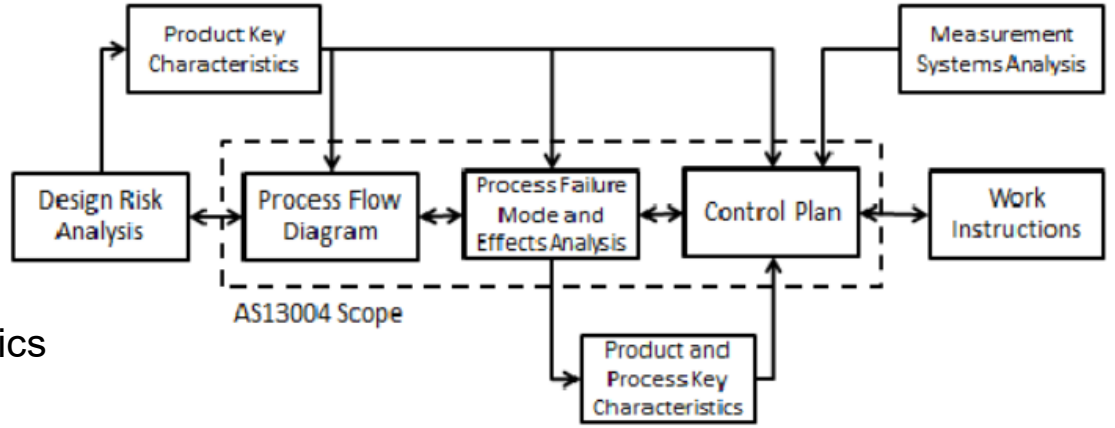 Product Key
Characteristics
Measurement
Systems Analysis
Design Risk
Analysis
Process Flow
Diagram
Process Failure
Mode and
Effects Analysis
Control Plan
Work
Instructions
AS13004 Scope
ics
Product and
Process Key
Characteristics